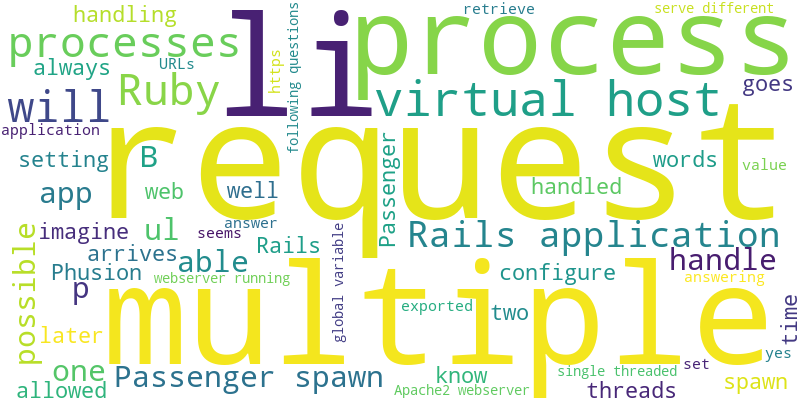 handling
li
process
retrieve
serve different
processes
always
URLs
https
following questions
Ruby
will
virtual host
goes
application
request
setting
B
words
value
app
web
well
handled
Passenger
imagine
ul
answer
seems
Rails
Rails application
possible
arrives
able
global variable
handle
Phusion
webserver running
configure
answering
p
multiple
exported
two
time
later
yes
one
Passenger spawn
know
single threaded
set
spawn
allowed
Apache2 webserver
threads